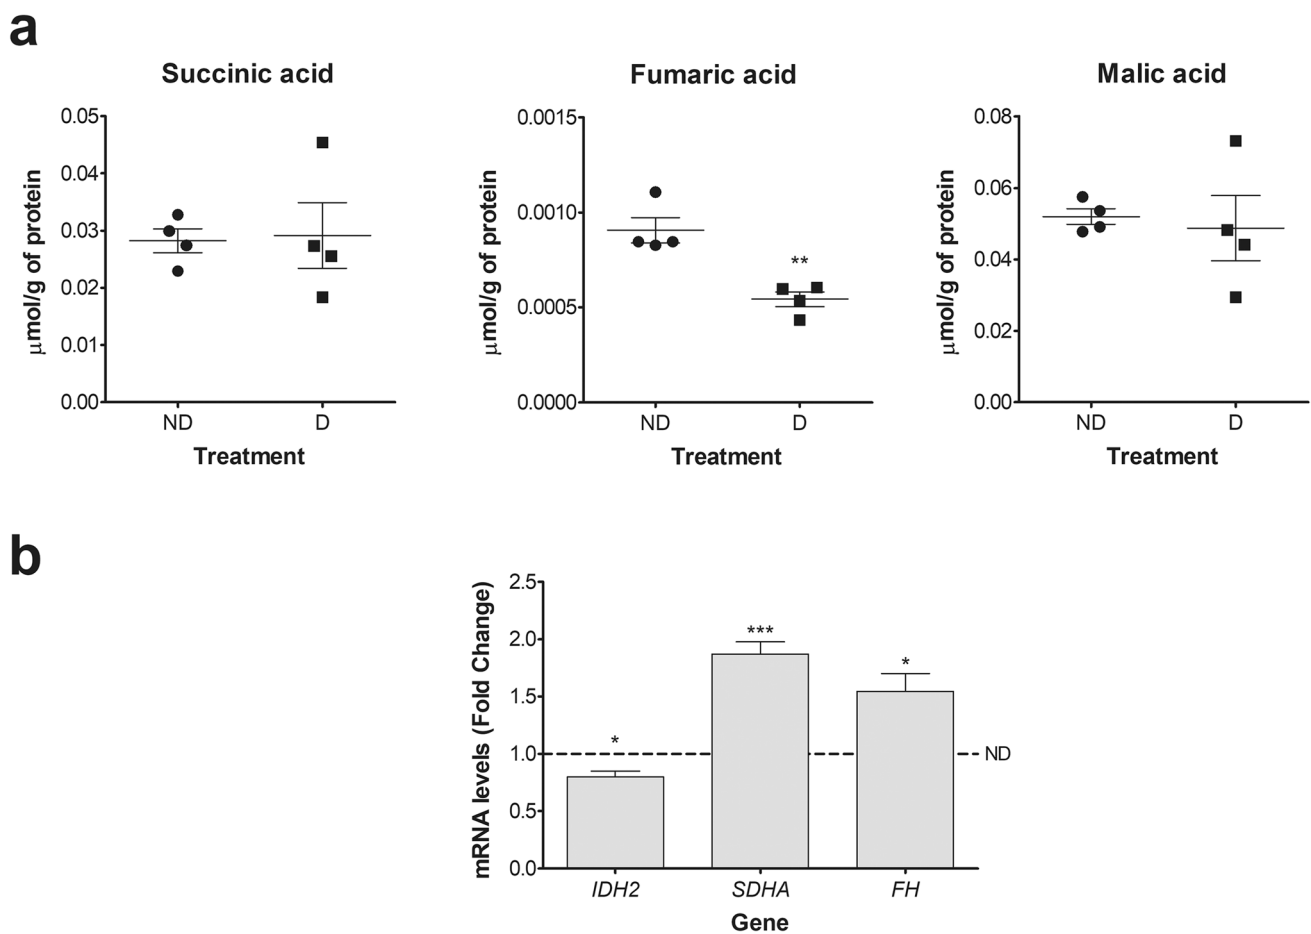 a
Succinic acid
Fumaric acid
Malic acid
μmol/g of protein
0.05
0.04
0.03
0.02
0.01
0.00
ND
D
Treatment
μmol/g of protein
0.0015
0.0010
0.0005
0.0000
**
ND
D
Treatment
μmol/g of protein
0.08
0.06
0.04
0.02
0.00
ND
D
Treatment
b
mRNA levels (Fold Change)
2.5
2.0
1.5
1.0
0.5
0.0
*
***
*
ND
IDH2
SDHA
FH
Gene